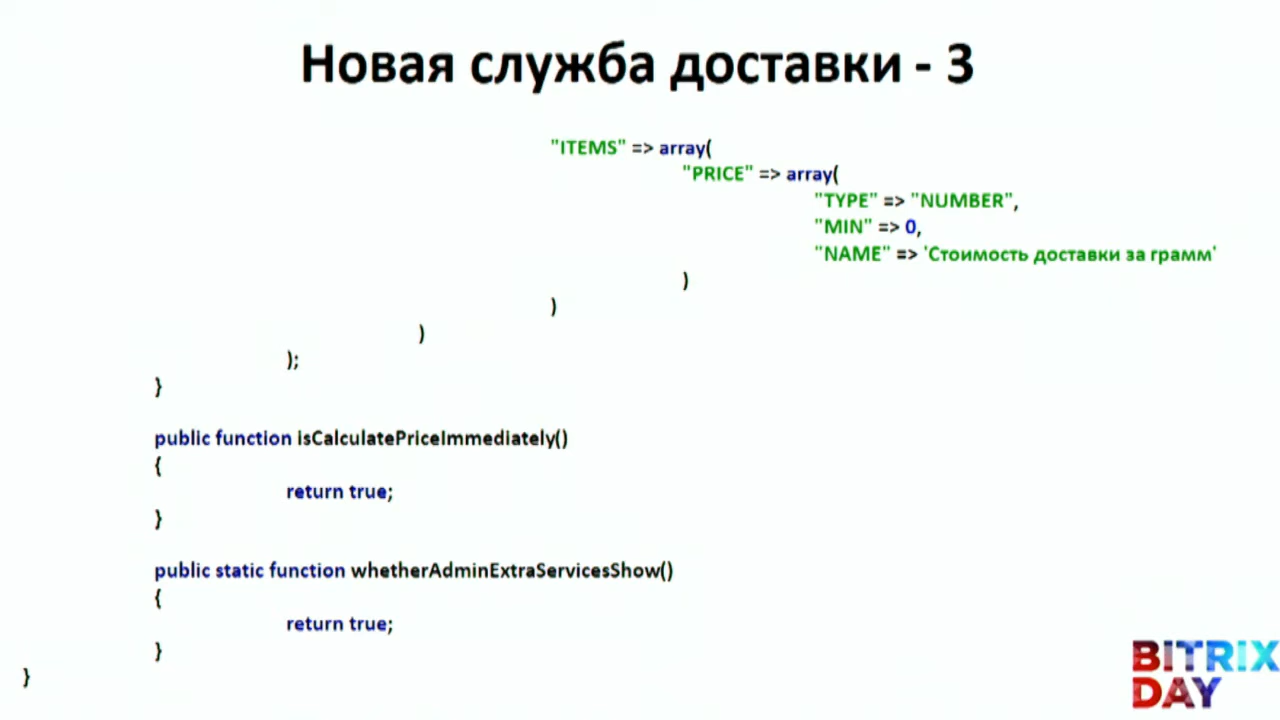 Новая служба доставки - 3
"ITEMS" => array(
"PRICE" => array(
"TYPE" => "NUMBER",
"MIN" => 0,
"NAME" => 'Стоимость доставки за грамм'
)
)
)
);
}
public function isCalculatePriceImmediately()
{
return true;
}
public static function whetherAdminExtraServicesShow()
{
return true;
}
}
BITRIX
DAY